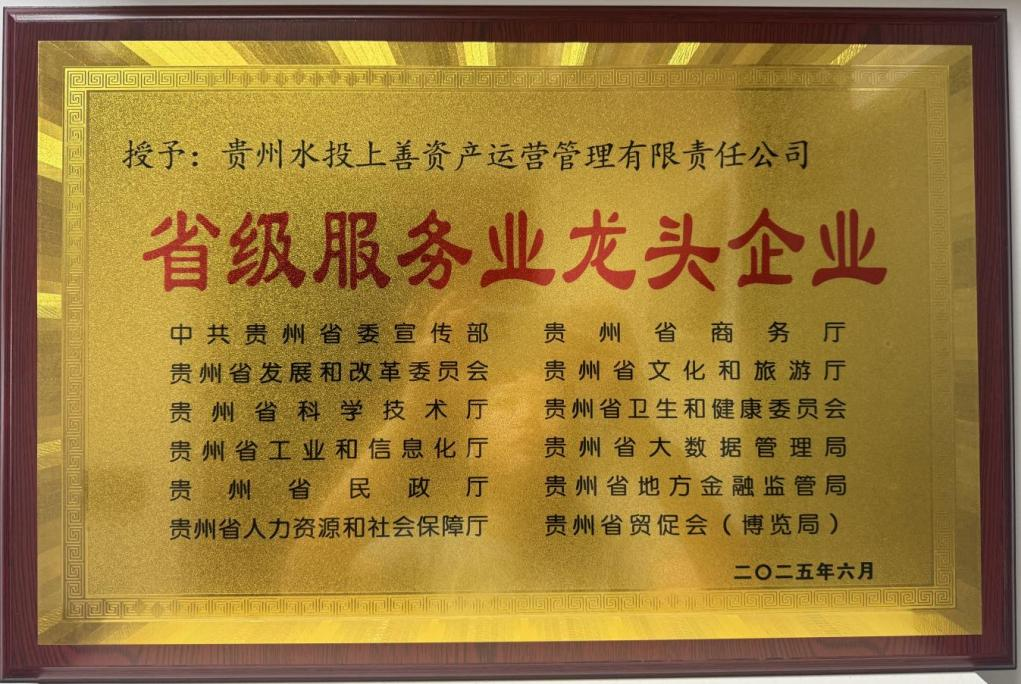 授予：贵州水投上善资产运营管理有限责任公司
省级服务业龙头企业
中共贵州省委宣传部
贵州省发展和改革委员会
贵州省科学技术厅
贵州省工业和信息化厅
贵州省民政厅
贵州省人力资源和社会保障厅
贵州省商务厅
贵州省文化和旅游厅
贵州省卫生和健康委员会
贵州省大数据管理局
贵州省地方金融监管局
贵州省贸促会（博览局）
二〇二五年六月